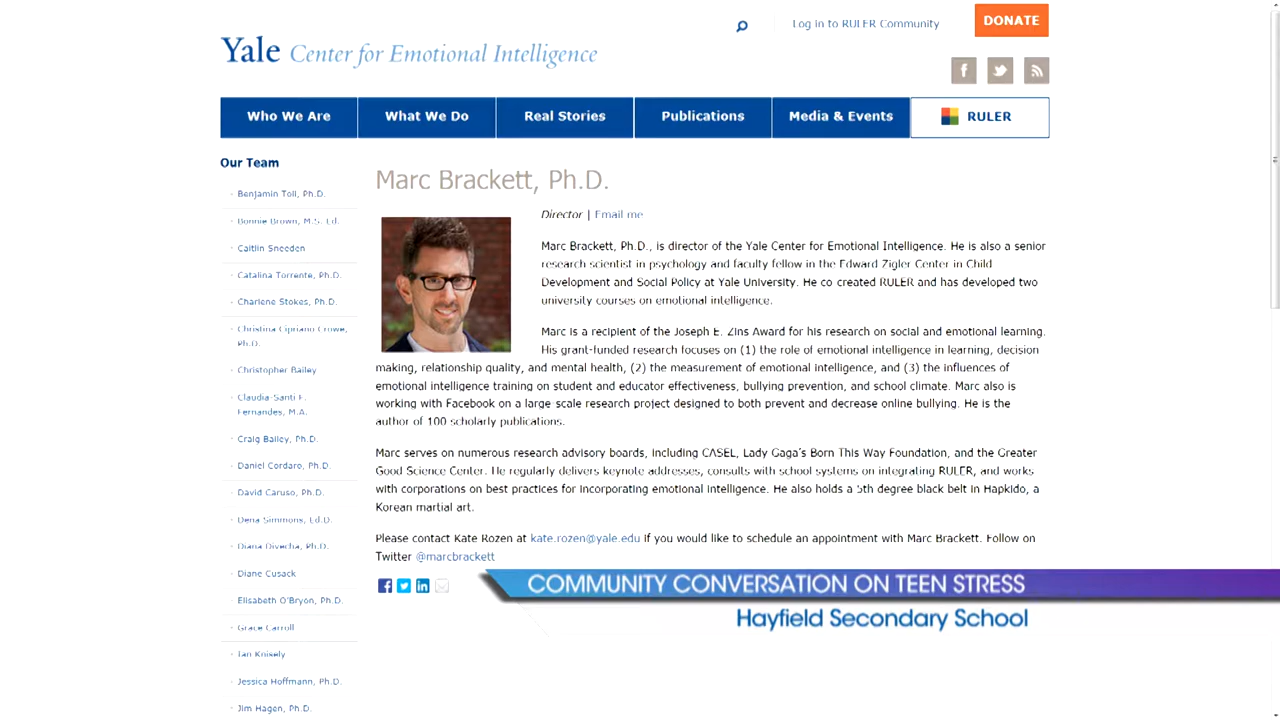 Log in to RULER Community
DONATE
Yale Center for Emotional Intelligence
Who We Are
What We Do
Real Stories
Publications
Media & Events
RULER
Our Team
Benjamin Toll, Ph.D.
Bonnie Brown, M.S. Ed.
Caitlin Sneeden
Catalina Torrente, Ph.D.
Charlene Stokes, Ph.D.
Christina Cipriano Crowe,
Ph.D.
Christopher Bailey
Claudia-Santi F.
Fernandes, M.A.
Craig Bailey, Ph.D.
Daniel Cordaro, Ph.D.
David Caruso, Ph.D.
Dena Simmons, Ed.D.
Diana Divecha, Ph.D.
Diane Cusack
Elisabeth O'Bryon, Ph.D.
Grace Carroll
Ian Knisely
Jessica Hoffmann, Ph.D.
Jim Hagen, Ph.D.
Marc Brackett, Ph.D.
Director | Email me
Marc Brackett, Ph.D., is director of the Yale Center for Emotional Intelligence. He is also a senior
research scientist in psychology and faculty fellow in the Edward Zigler Center in Child
Development and Social Policy at Yale University. He co created RULER and has developed two
university courses on emotional intelligence.
Marc is a recipient of the Joseph E. Zins Award for his research on social and emotional learning.
His grant-funded research focuses on (1) the role of emotional intelligence in learning, decision
making, relationship quality, and mental health, (2) the measurement of emotional intelligence, and (3) the influences of
emotional intelligence training on student and educator effectiveness, bullying prevention, and school climate. Marc also is
working with Facebook on a large scale research project designed to both prevent and decrease online bullying. He is the
author of 100 scholarly publications.
Marc serves on numerous research advisory boards, including CASEL, Lady Gaga's Born This Way Foundation, and the Greater
Good Science Center. He regularly delivers keynote addresses, consults with school systems on integrating RULER, and works
with corporations on best practices for incorporating emotional intelligence. He also holds a 5th degree black belt in Hapkido, a
Korean martial art.
Please contact Kate Rozen at kate.rozen@yale.edu if you would like to schedule an appointment with Marc Brackett. Follow on
Twitter @marcbrackett
COMMUNITY CONVERSATION ON TEEN STRESS
Hayfield Secondary School